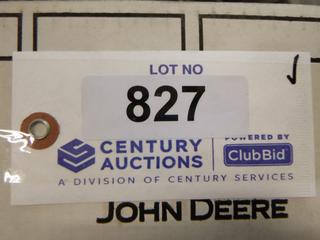 LOT NO
827
CENTURY
AUCTIONS
POWERED BY
ClubBid
A DIVISION OF CENTURY SERVICES
JOHN DEERE